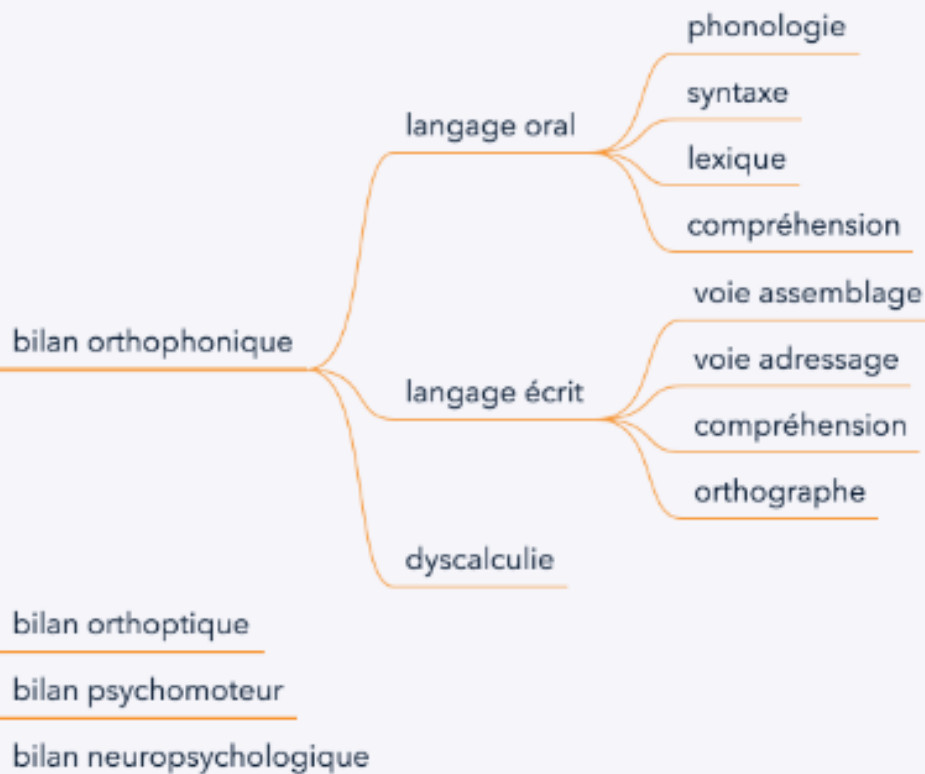 phonologie
syntaxe
langage oral
lexique
compréhension
voie assemblage
bilan orthophonique
voie adressage
langage écrit
compréhension
orthographe
dyscalculie
bilan orthoptique
bilan psychomoteur
bilan neuropsychologique